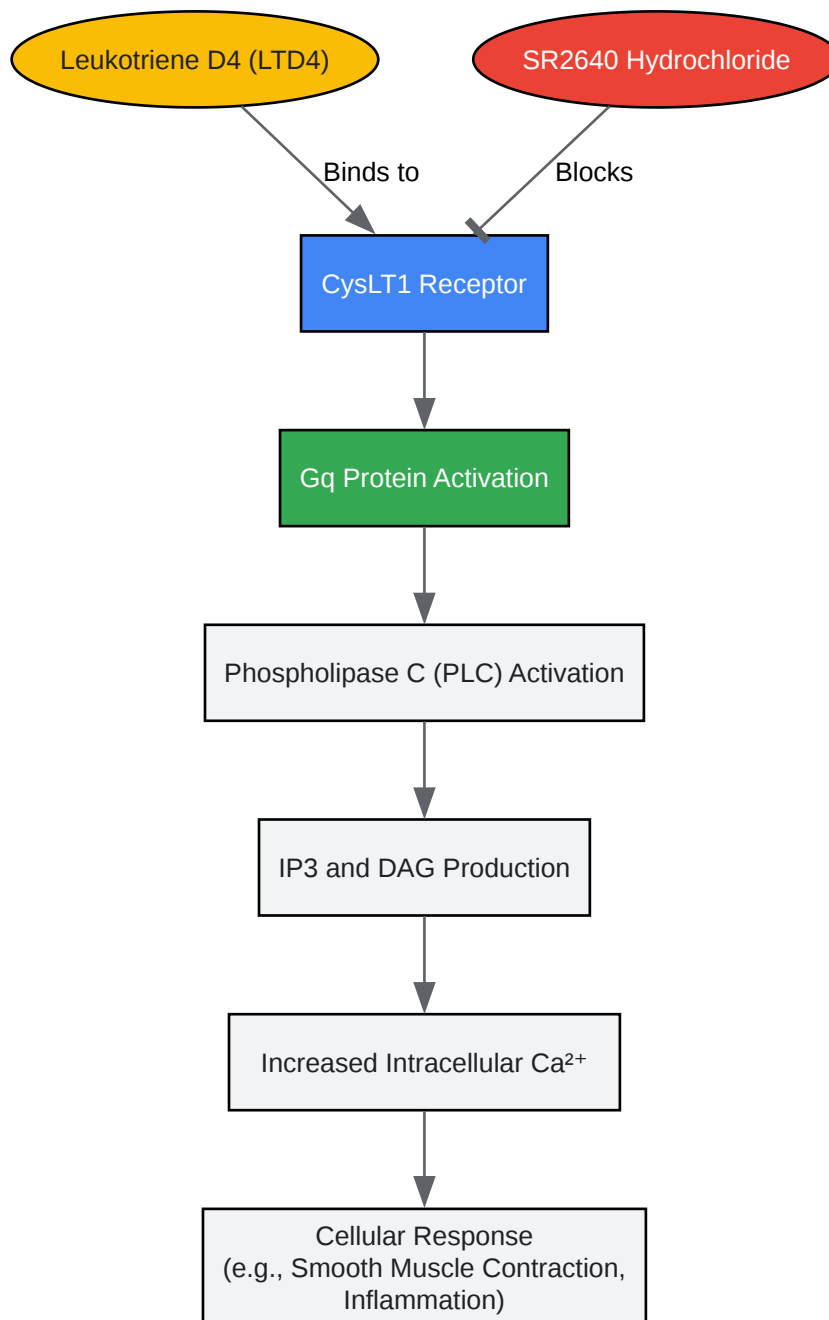 Leukotriene D4 (LTD4)
SR2640 Hydrochloride
Binds to
Blocks
CysLT1 Receptor
Gq Protein Activation
Phospholipase C (PLC) Activation
IP3 and DAG Production
Increased Intracellular Ca²⁺
Cellular Response
(e.g., Smooth Muscle Contraction,
Inflammation)